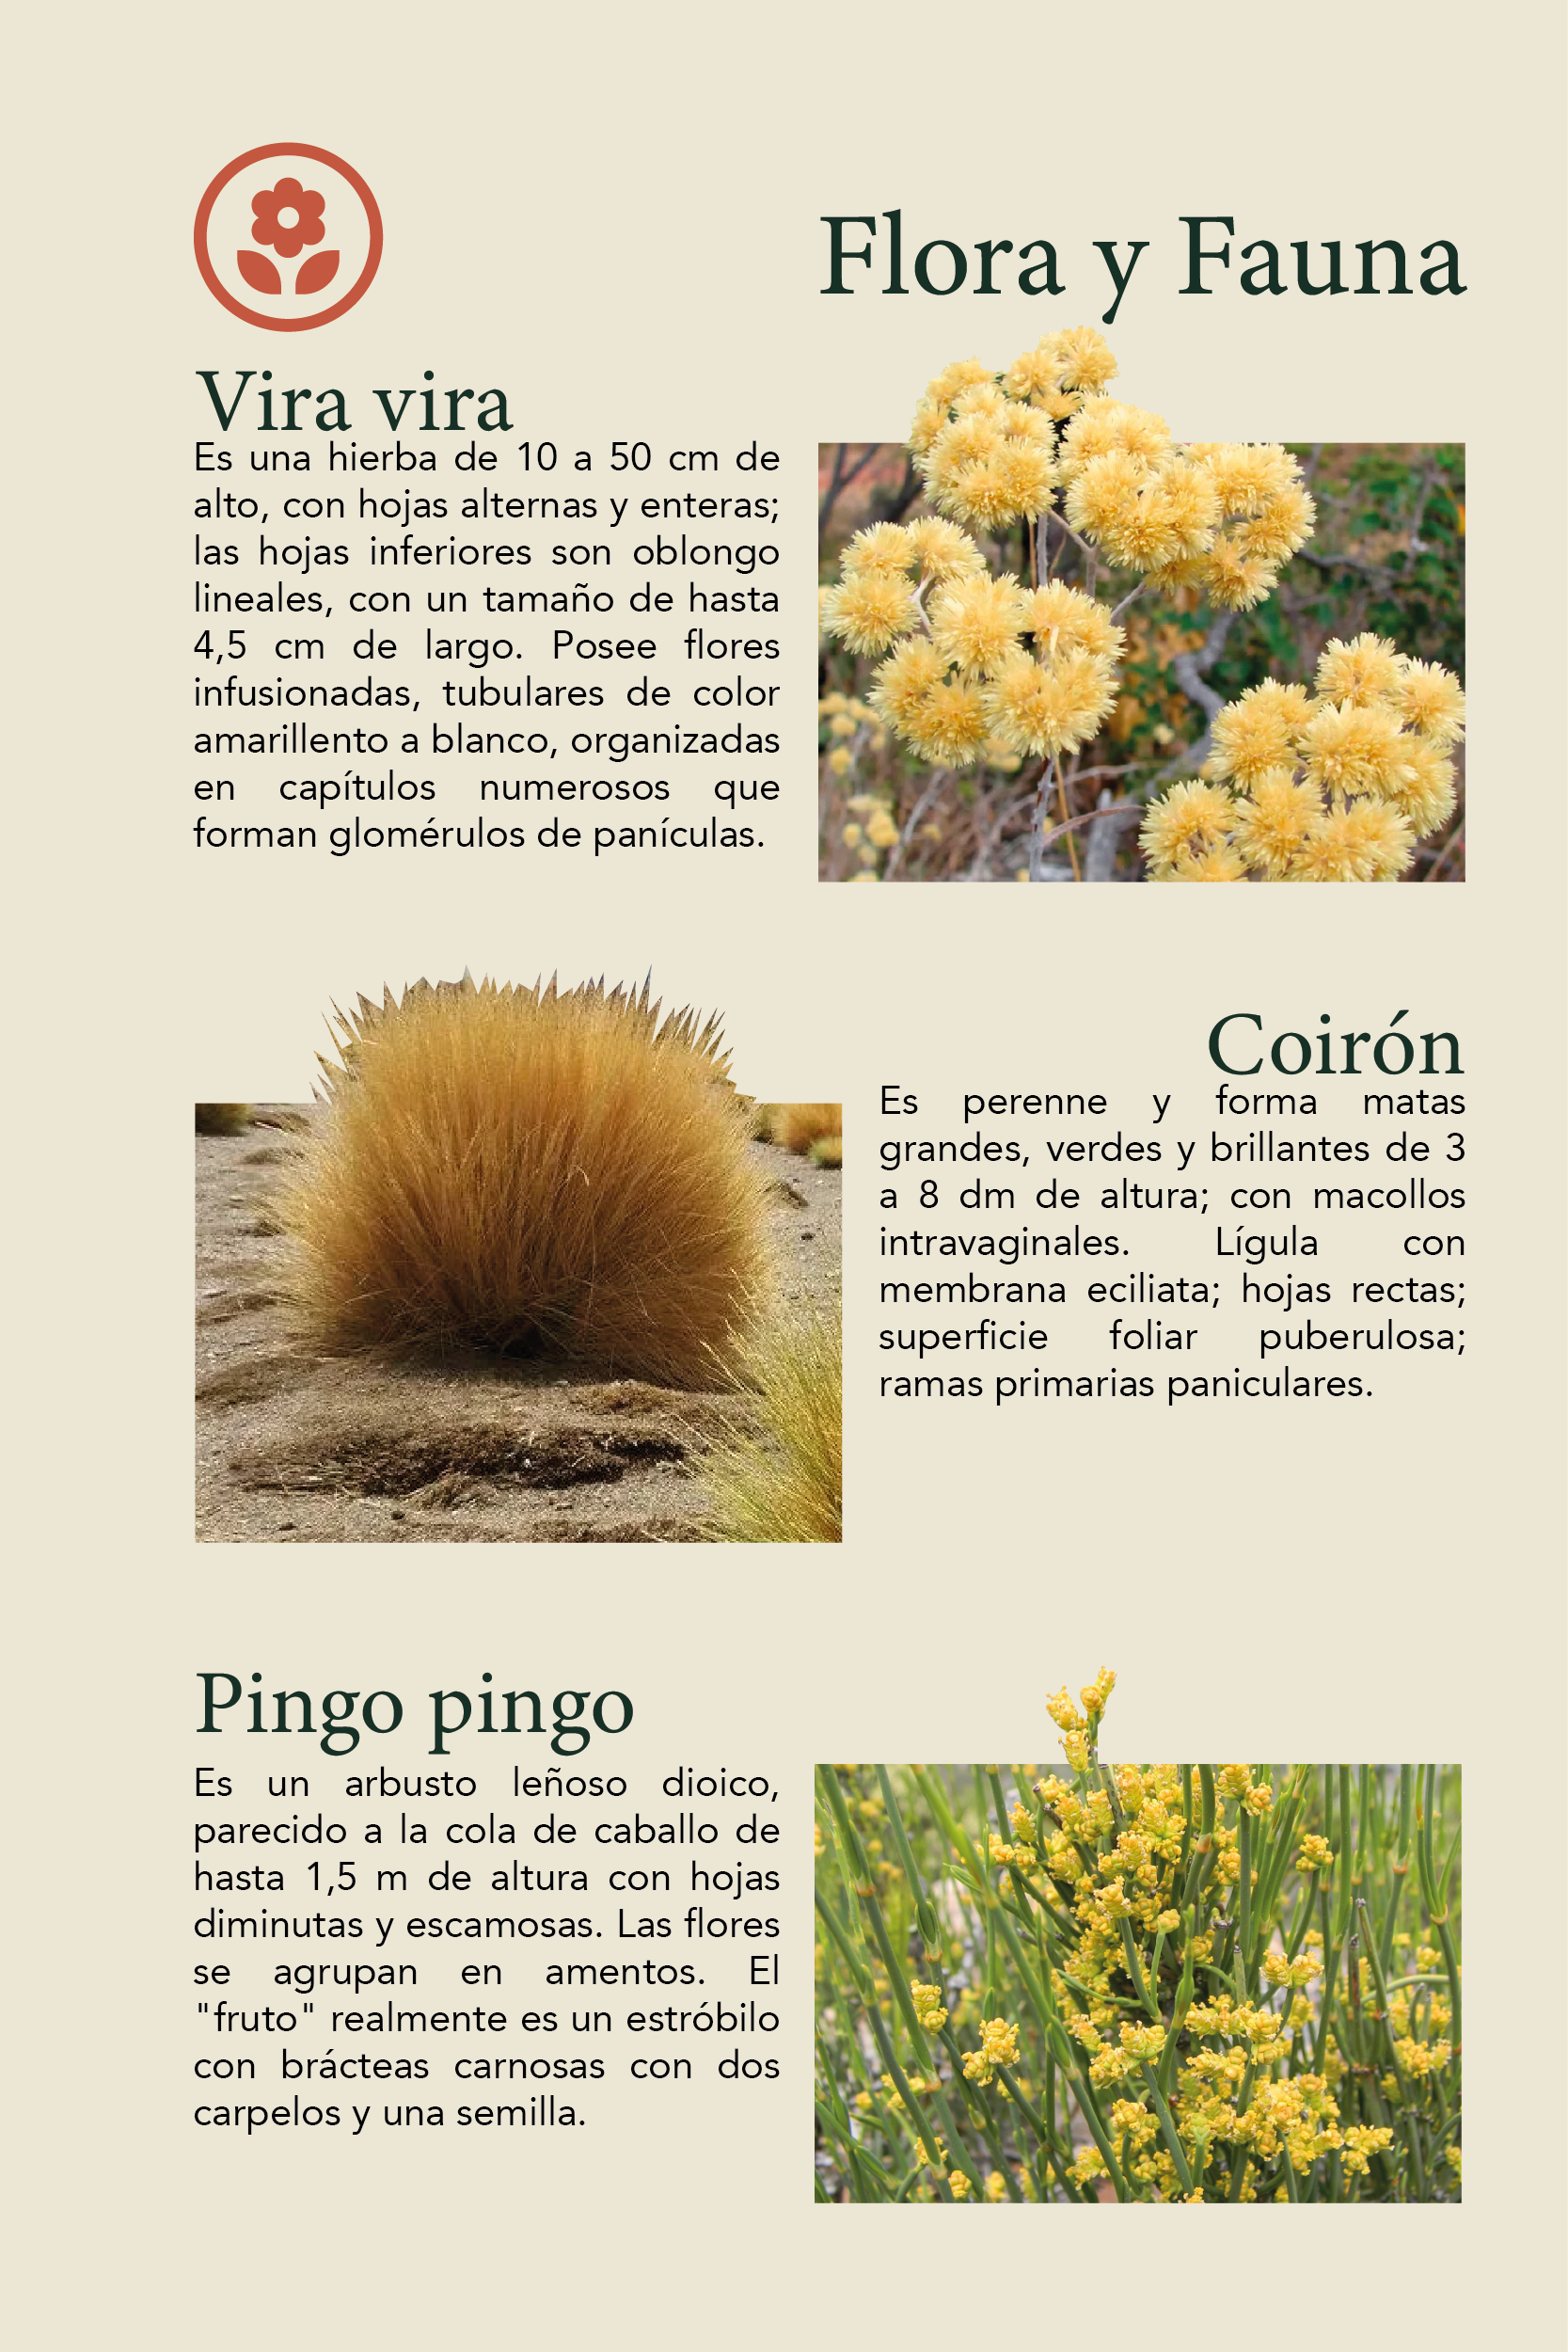 Flora y Fauna
Vira vira
Es una hierba de 10 a 50 cm de
alto, con hojas alternas y enteras;
las hojas inferiores son oblongo
lineales, con un tamaño de hasta
4,5 cm de largo. Posee flores
infusionadas, tubulares de color
amarillento a blanco, organizadas
en capítulos numerosos que
forman glomérulos de panículas.
Coirón
Es perenne y forma matas
grandes, verdes y brillantes de 3
a 8 dm de altura; con macollos
intravaginales. Lígula con
membrana eciliata; hojas rectas;
superficie foliar puberulosa;
ramas primarias paniculares.
Pingo pingo
Es un arbusto leñoso dioico,
parecido a la cola de caballo de
hasta 1,5 m de altura con hojas
diminutas y escamosas. Las flores
se agrupan en amentos. El
"fruto" realmente es un estróbilo
con brácteas carnosas con dos
carpelos y una semilla.